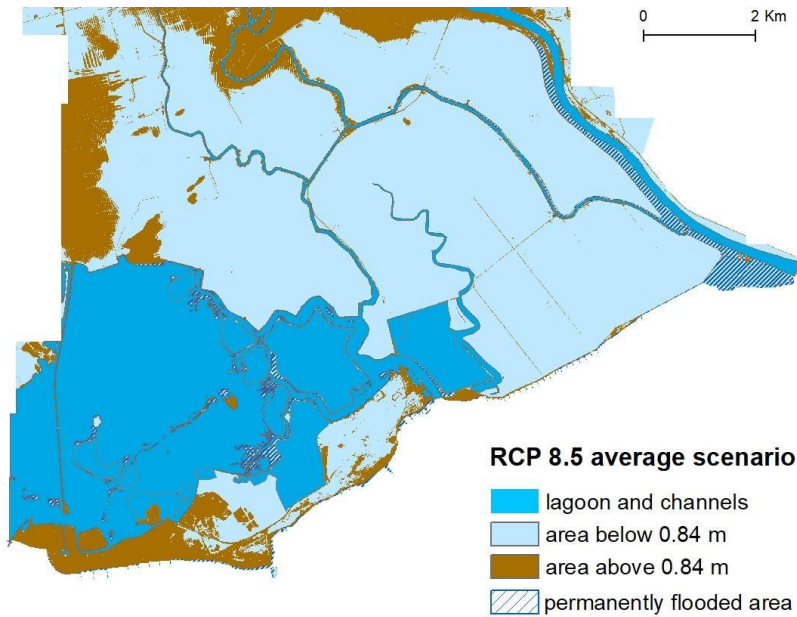 0 2 Km
RCP 8.5 average scenario
lagoon and channels
area below 0.84 m
area above 0.84 m
permanently flooded area